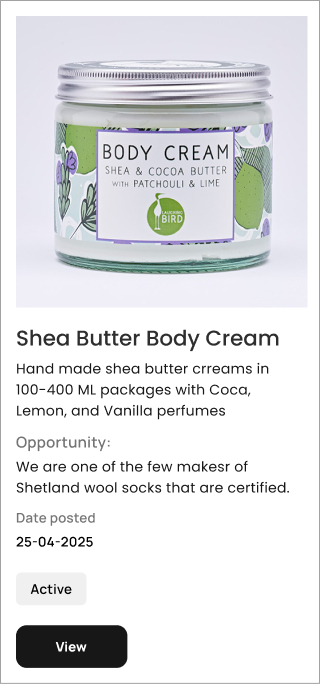 BODY CREAM
SHEA & COCOA BUTTER
WITH PATCHOULI & LIME
LAUGHING
BIRD
Shea Butter Body Cream
Hand made shea butter crreams in
100-400 ML packages with Coca,
Lemon, and Vanilla perfumes
Opportunity:
We are one of the few makesr of
Shetland wool socks that are certified.
Date posted
25-04-2025
Active
View